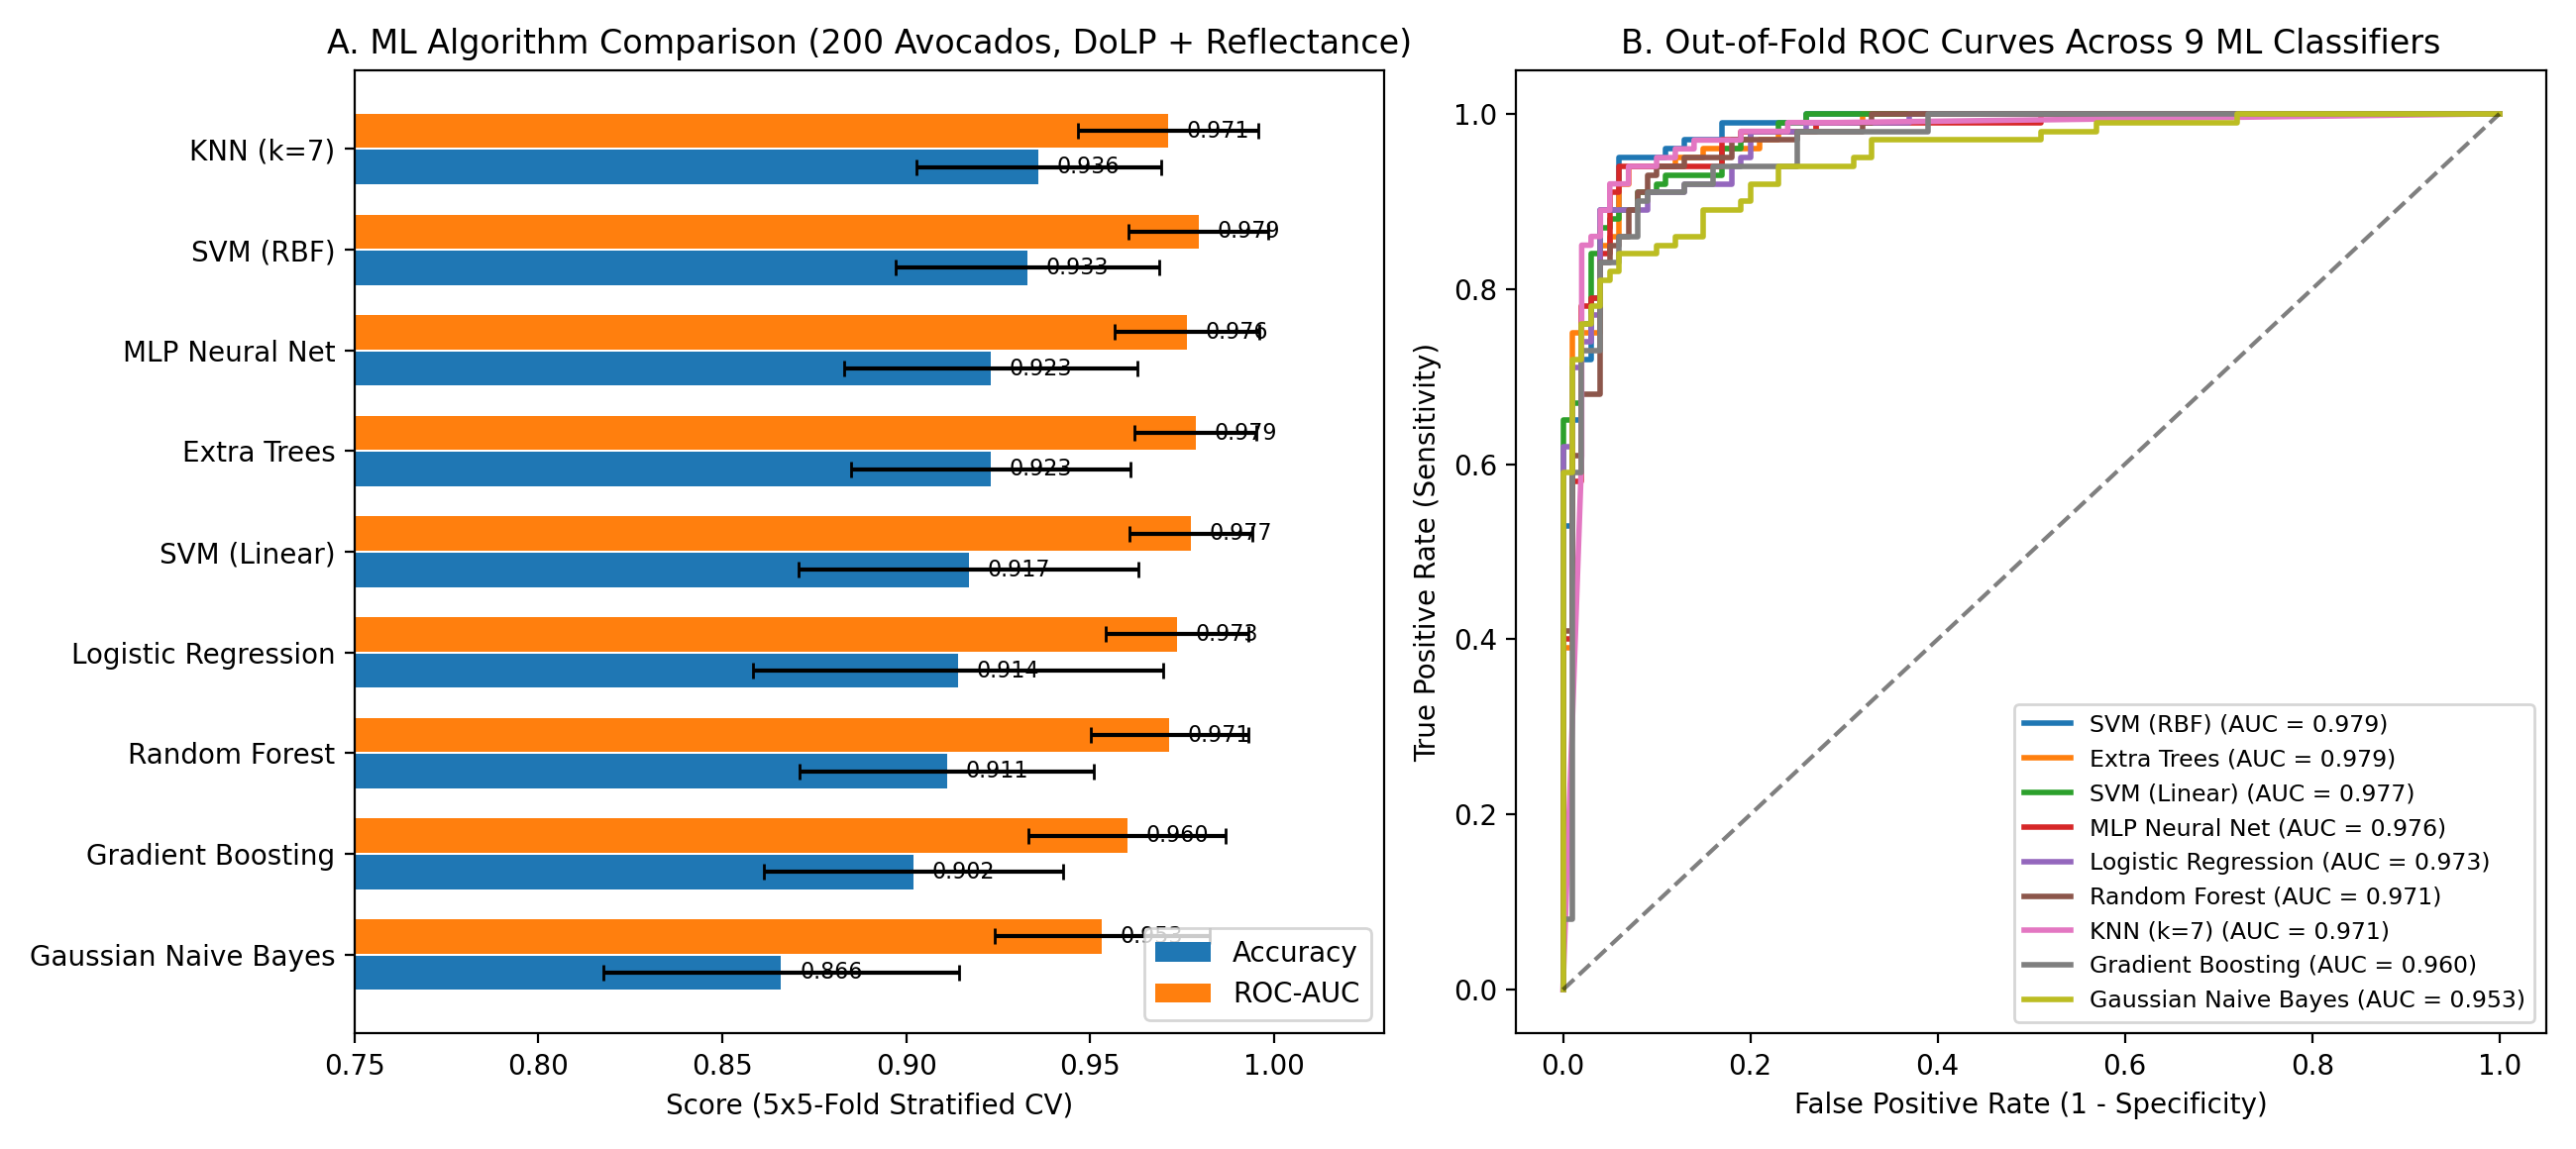 A. ML Algorithm Comparison (200 Avocados, DoLP + Reflectance)
KNN (k=7)
SVM (RBF)
MLP Neural Net
Extra Trees
SVM (Linear)
Logistic Regression
Random Forest
Gradient Boosting
Gaussian Naive Bayes
0.971
0.936
0.979
0.933
0.976
0.923
0.979
0.923
0.977
0.917
0.973
0.914
0.971
0.911
0.960
0.902
0.953
0.866
Accuracy
ROC-AUC
0.75 0.80 0.85 0.90 0.95 1.00
Score (5x5-Fold Stratified CV)
B. Out-of-Fold ROC Curves Across 9 ML Classifiers
True Positive Rate (Sensitivity)
1.0
0.8
0.6
0.4
0.2
0.0
SVM (RBF) (AUC = 0.979)
Extra Trees (AUC = 0.979)
SVM (Linear) (AUC = 0.977)
MLP Neural Net (AUC = 0.976)
Logistic Regression (AUC = 0.973)
Random Forest (AUC = 0.971)
KNN (k=7) (AUC = 0.971)
Gradient Boosting (AUC = 0.960)
Gaussian Naive Bayes (AUC = 0.953)
0.0 0.2 0.4 0.6 0.8 1.0
False Positive Rate (1 - Specificity)